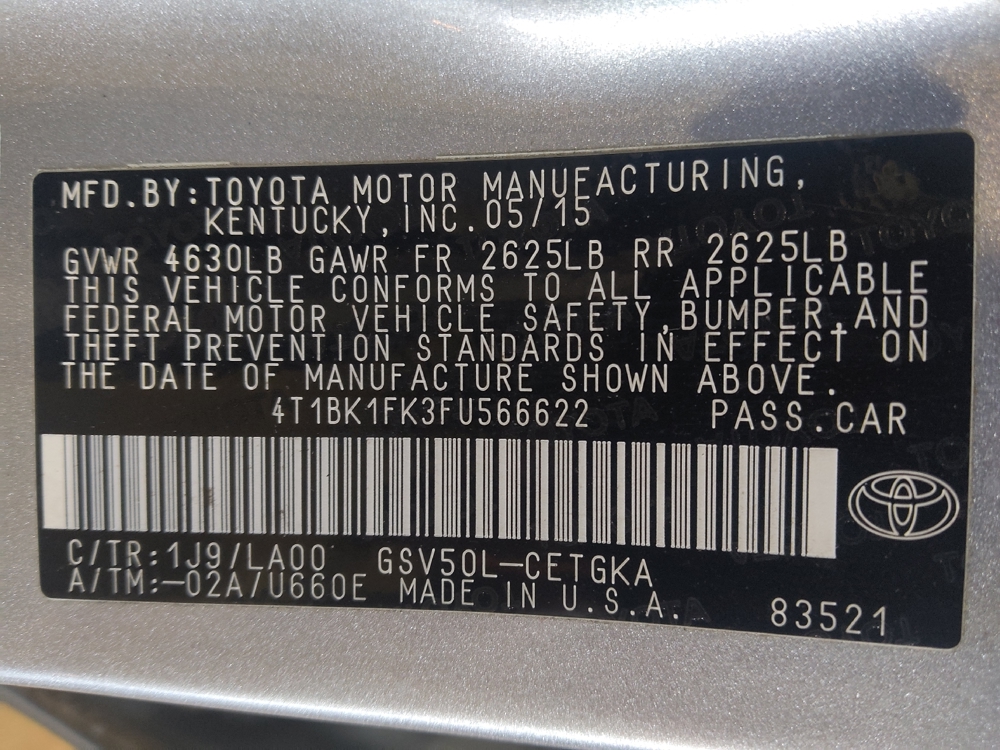 MFD.BY:TOYOTA MOTOR MANUFACTURING,
KENTUCKY,INC.05/15
GVWR 4630LB GAWR FR 2625LB RR 2625LB
THIS VEHICLE CONFORMS TO ALL APPLICABLE
FEDERAL MOTOR VEHICLE SAFETY,BUMPER,AND
THEFT PREVENTION STANDARDS IN EFFECT ON
THE DATE OF MANUFACTURE SHOWN ABOVE.
4T1BK1FK3FU566622 PASS.CAR
C/TR:1J9/LA00 GSV50L-CETGKA
A/TM:-02A/U660E MADE IN U.S.A.
83521